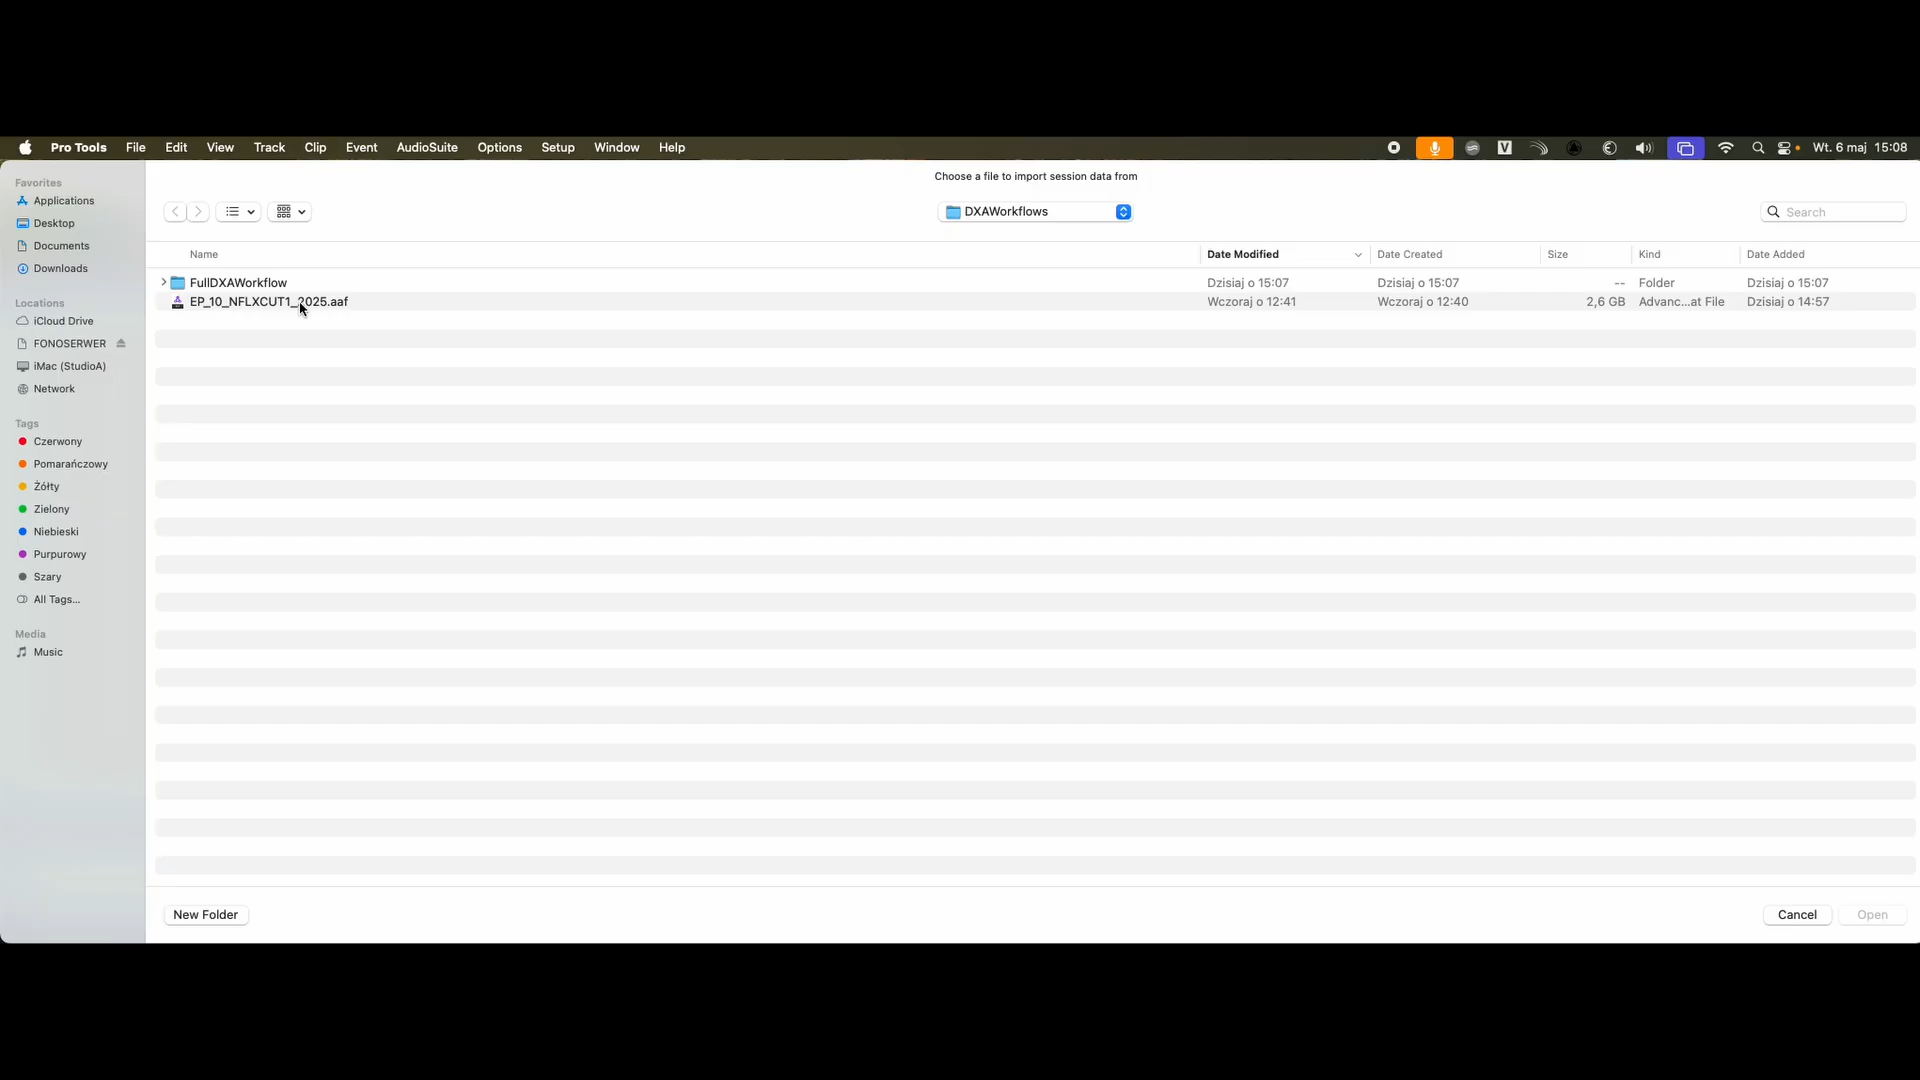 Pro Tools File Edit View Track Clip Event AudioSuite Options Setup Window Help V Wt. 6 maj 15:08
Choose a file to import session data from
DXAWorkflows Search
Favorites
Applications
Desktop
Documents
Downloads
Locations
iCloud Drive
FONOSERWER
iMac (StudioA)
Network
Tags
Czerwony
Pomarańczowy
Żółty
Zielony
Niebieski
Purpurowy
Szary
All Tags...
Media
Music
Name Date Modified Date Created Size Kind Date Added
FullDXAWorkflow Dzisiaj o 15:07 Dzisiaj o 15:07 -- Folder Dzisiaj o 15:07
EP_10_NFLXCUT1_2025.aaf Wczoraj o 12:41 Wczoraj o 12:40 2,6 GB Advanc...at File Dzisiaj o 14:57
New Folder Cancel Open